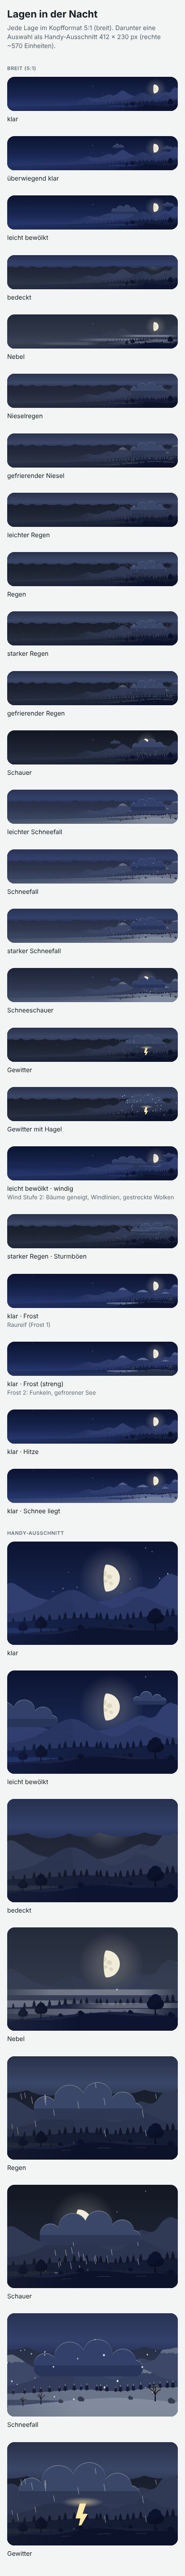 Lagen in der Nacht
Jede Lage im Kopfformat 5:1 (breit). Darunter eine
Auswahl als Handy-Ausschnitt 412 × 230 px (rechte
~570 Einheiten).
BREIT (5:1)
klar
überwiegend klar
leicht bewölkt
bedeckt
Nebel
Nieselregen
gefrierender Niesel
leichter Regen
Regen
starker Regen
gefrierender Regen
Schauer
leichter Schneefall
Schneefall
starker Schneefall
Schneeschauer
Gewitter
Gewitter mit Hagel
leicht bewölkt · windig
Wind Stufe 2: Bäume geneigt, Windlinien, gestreckte Wolken
starker Regen · Sturmböen
klar · Frost
Raureif (Frost 1)
klar · Frost (streng)
Frost 2: Funkeln, gefrorener See
klar · Hitze
klar · Schnee liegt
HANDY-AUSSCHNITT
klar
leicht bewölkt
bedeckt
Nebel
Regen
Schauer
Schneefall
Gewitter